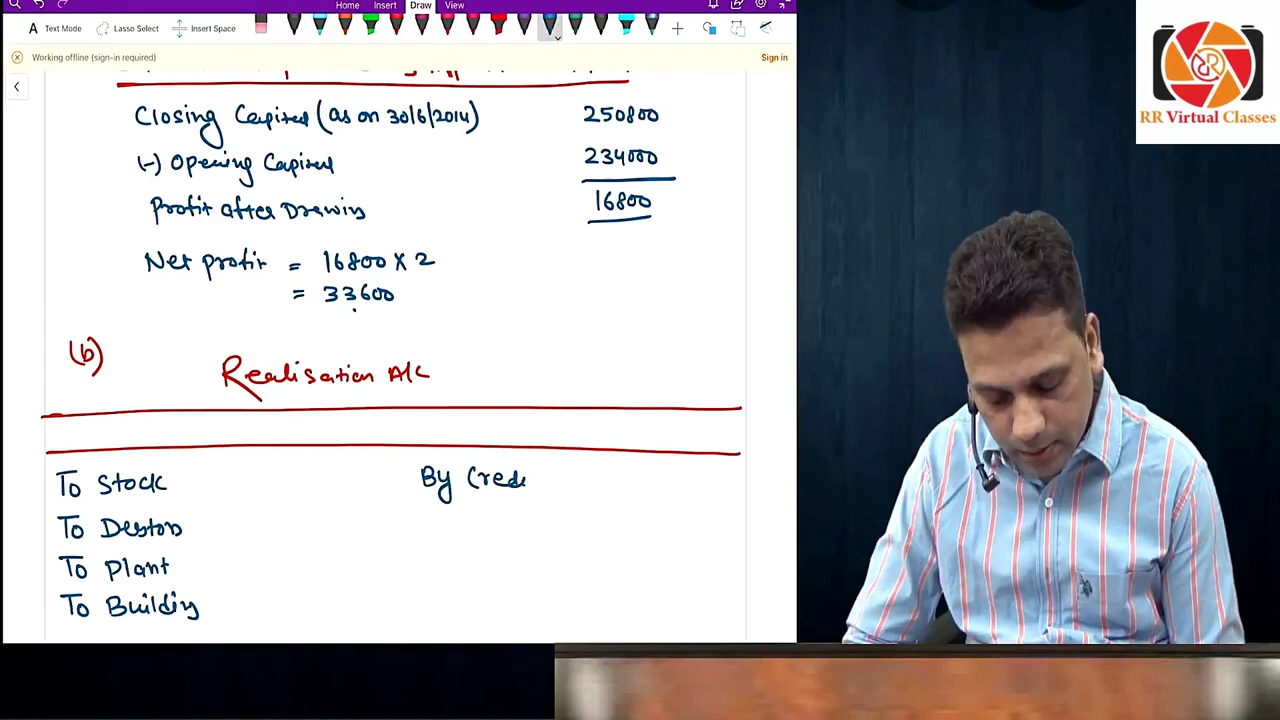 Home Insert Draw View
Text Mode Lasso Select Insert Space
Working offline (sign-in required) Sign in
RR Virtual Classes
Closing Capital (as on 30/6/2014) 250800
(-) Opening Capital 234000
Profit after Drawing 16800
Net profit = 16800 x 2
= 33600
(b)
Realisation A/c
To Stock By Cred
To Debtors
To Plant
To Building